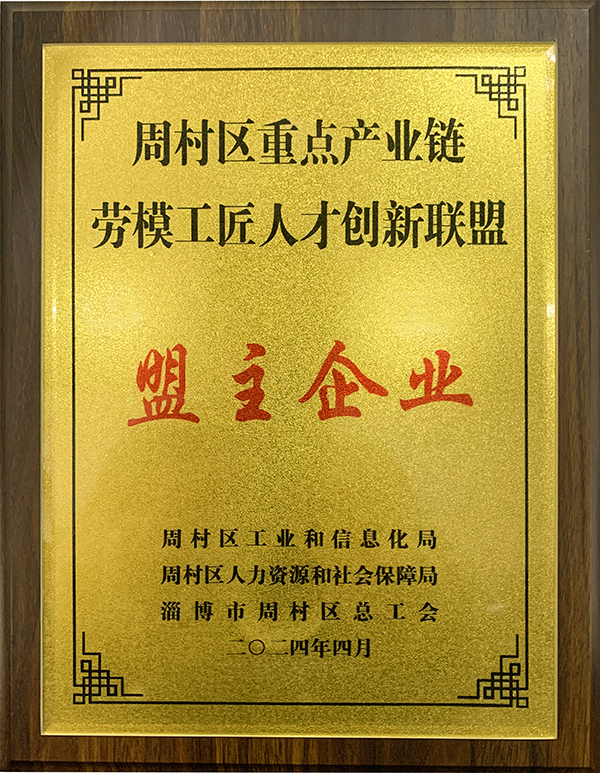 周村区重点产业链
劳模工匠人才创新联盟
盟主企业
周村区工业和信息化局
周村区人力资源和社会保障局
淄博市周村区总工会
二〇二四年四月